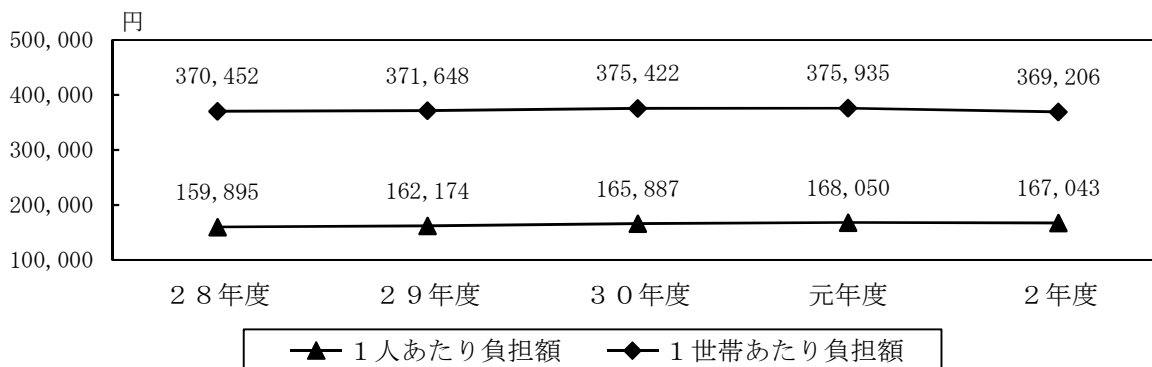 円
500,000
370,452 371,648 375,422 375,935 369,206
400,000
300,000
159,895 162,174 165,887 168,050 167,043
200,000
100,000
２８年度 ２９年度 ３０年度 元年度 ２年度
１人あたり負担額 １世帯あたり負担額